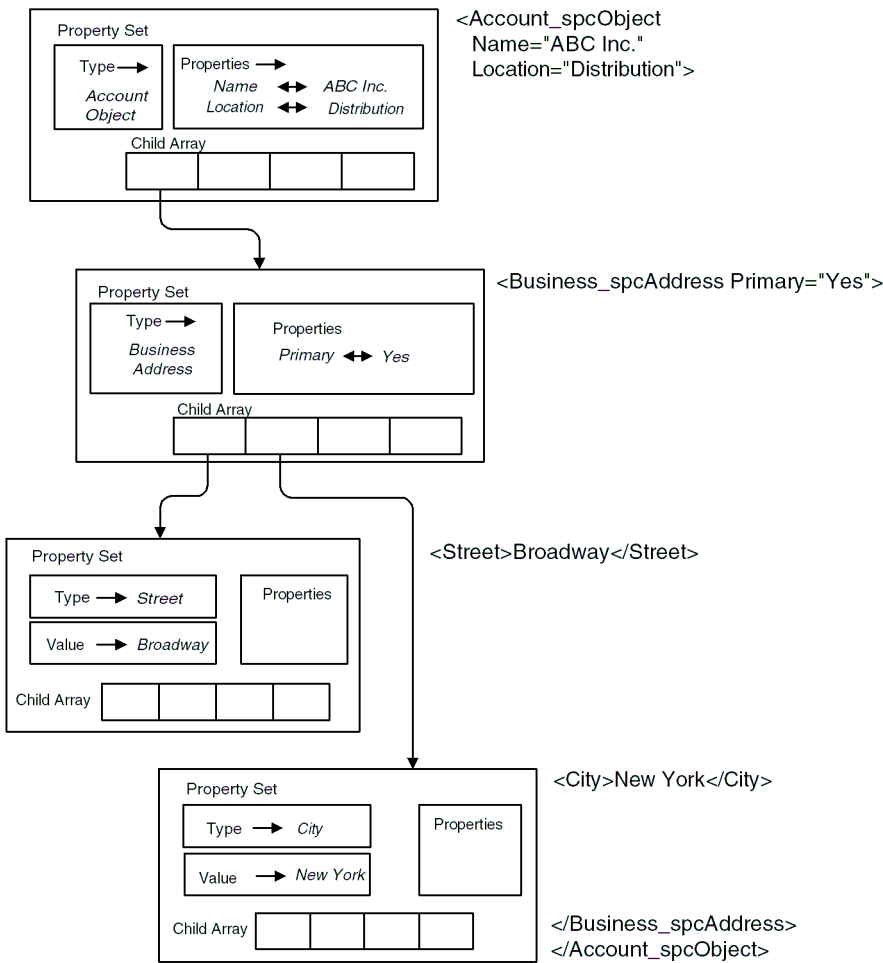 Property Set
Type
Account
Object
Properties
Name ABC Inc.
Location Distribution
Child Array
<Account_spcObject
Name="ABC Inc."
Location="Distribution">
Property Set
Type
Business
Address
Properties
Primary Yes
Child Array
<Business_spcAddress Primary="Yes">
Property Set
Type Street
Value Broadway
Properties
Child Array
<Street>Broadway</Street>
Property Set
Type City
Value New York
Properties
Child Array
<City>New York</City>
</Business_spcAddress>
</Account_spcObject>